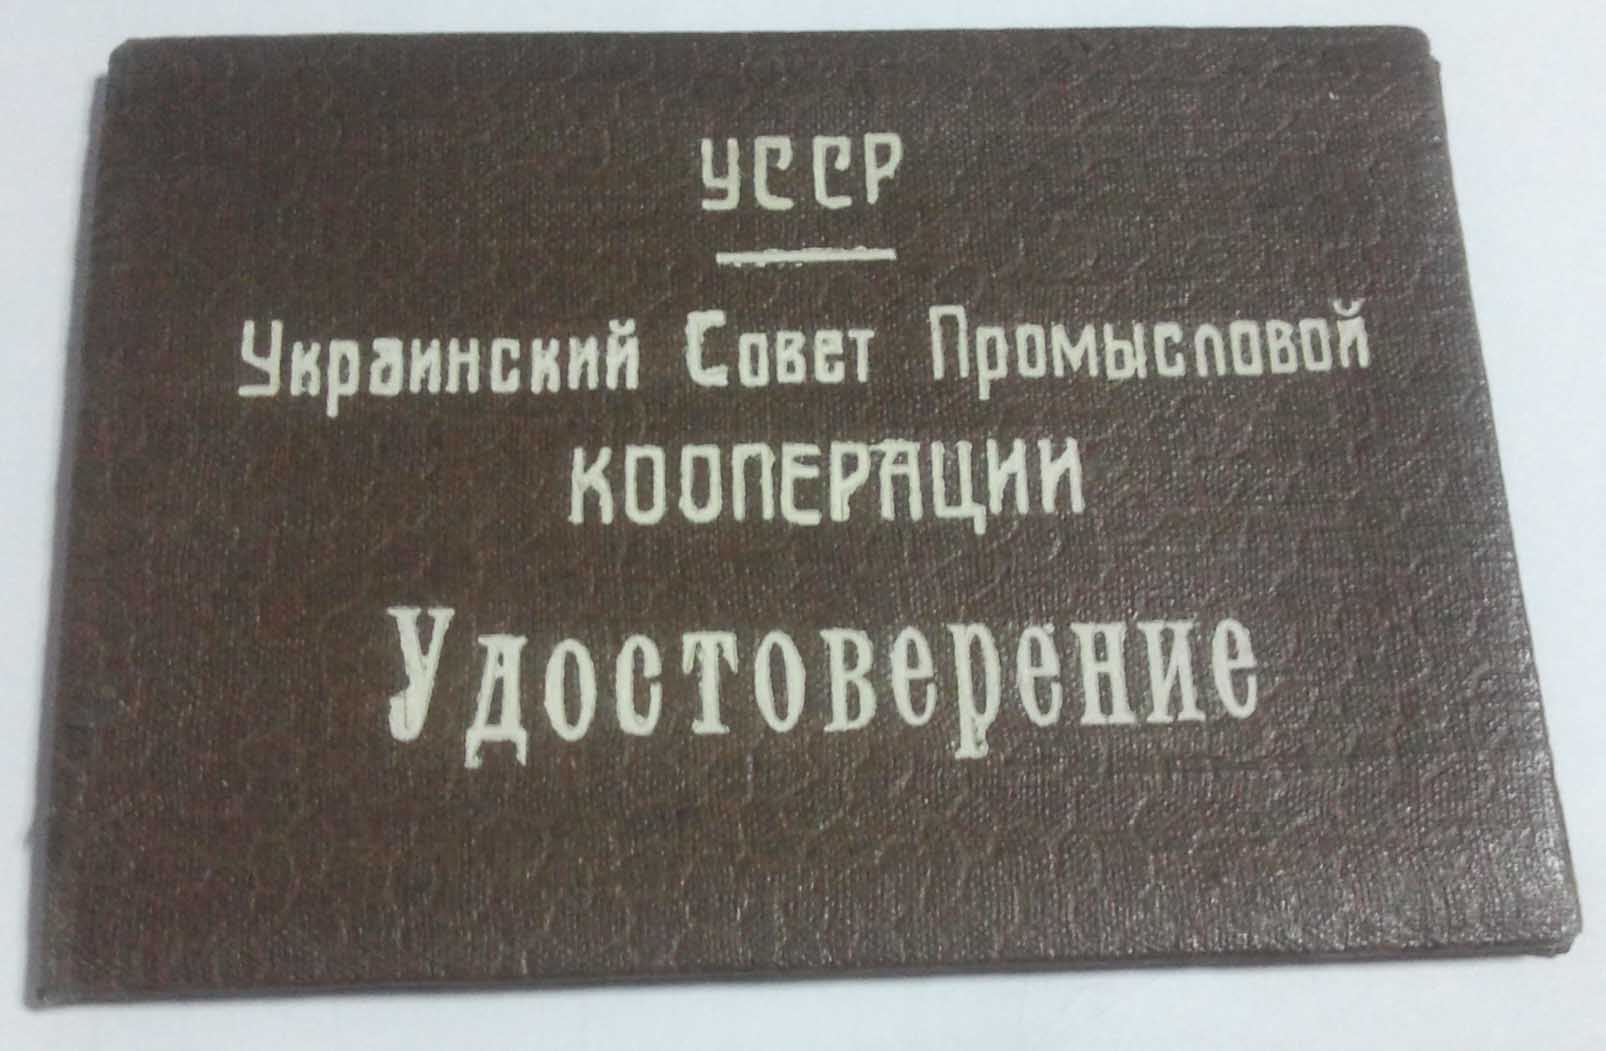 УССР
Украинский Совет Промысловой
КООПЕРАЦИИ
Удостоверение